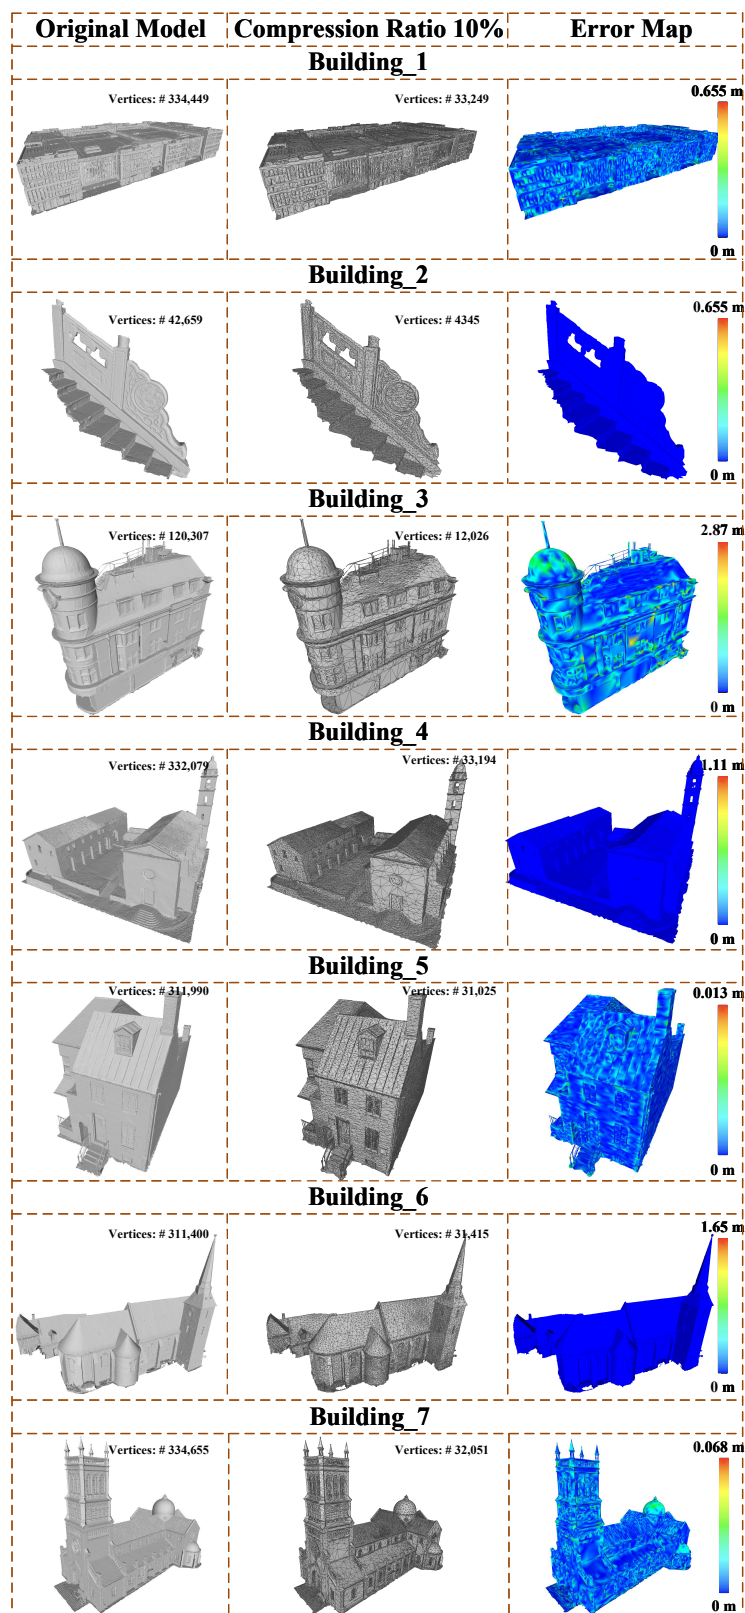 Original Model Compression Ratio 10% Error Map
Building_1
Vertices: # 334,449 Vertices: # 33,249 0.655 m
0 m
Building_2
Vertices: # 42,659 Vertices: # 4345 0.655 m
0 m
Building_3
Vertices: # 120,307 Vertices: # 12,026 2.87 m
0 m
Building_4
Vertices: # 332,079 Vertices: # 33,194 1.11 m
0 m
Building_5
Vertices: # 311,990 Vertices: # 31,025 0.013 m
0 m
Building_6
Vertices: # 311,400 Vertices: # 31,415 1.65 m
0 m
Building_7
Vertices: # 334,655 Vertices: # 32,051 0.068 m
0 m